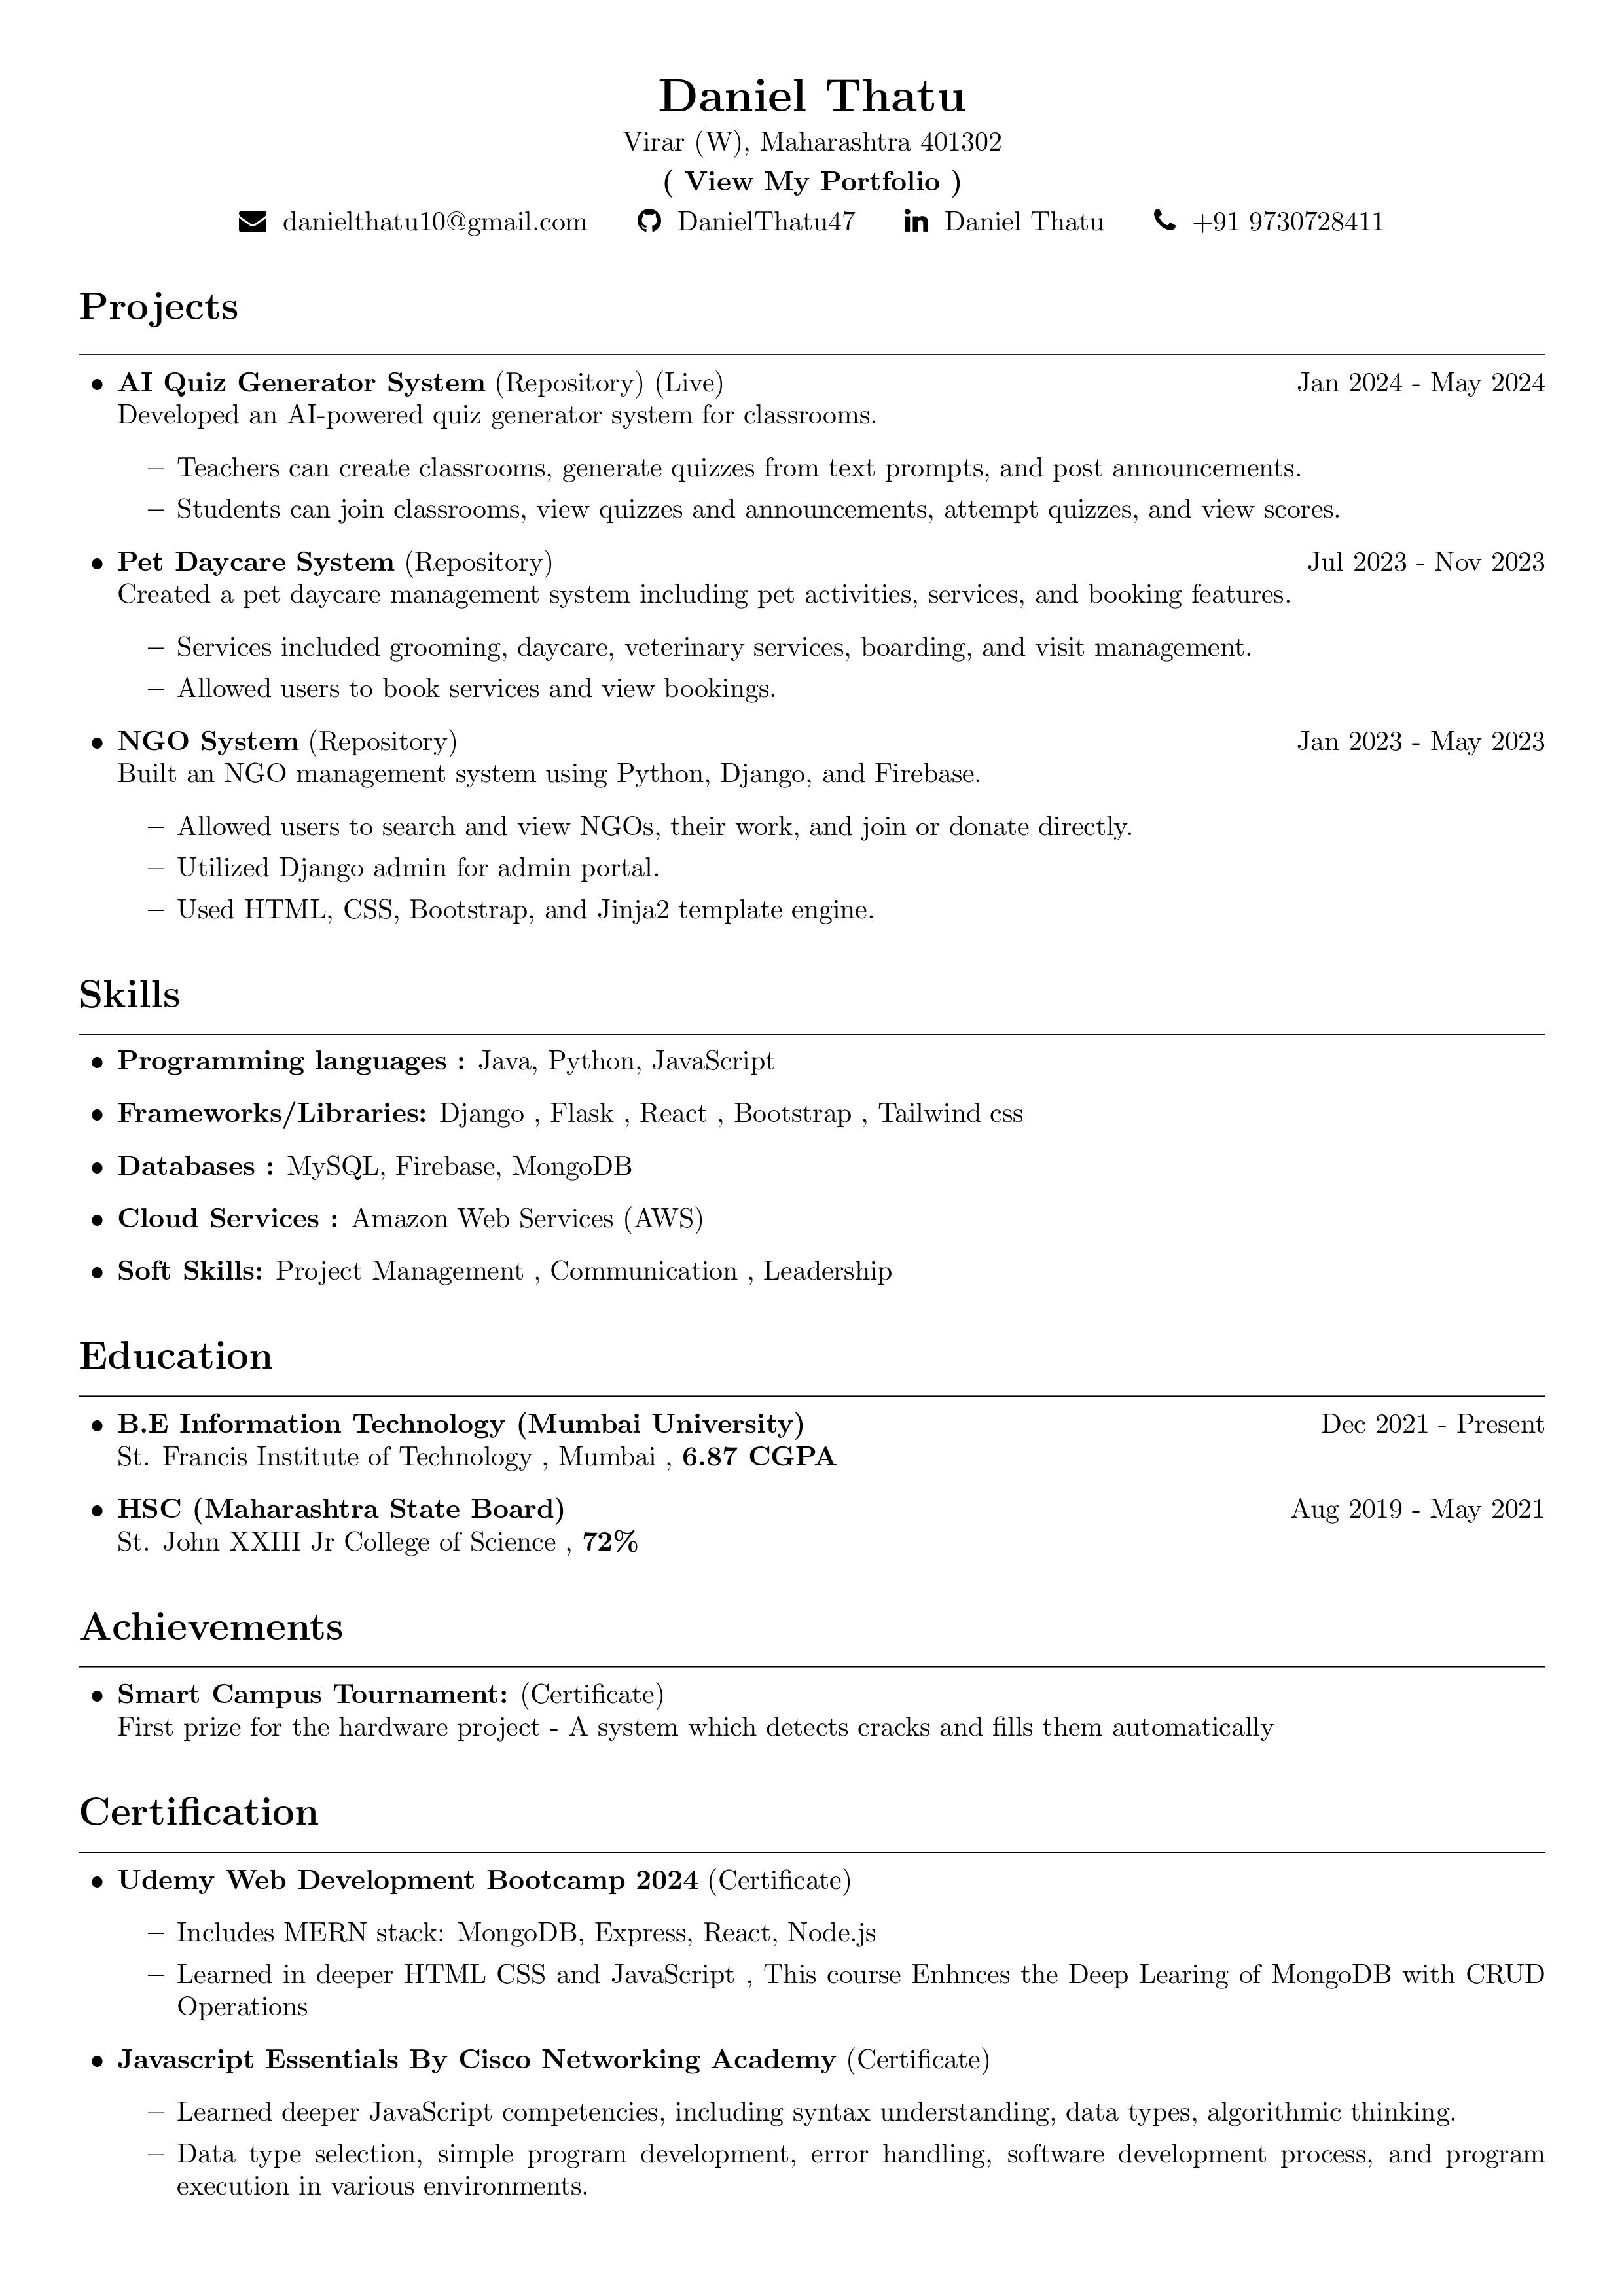 Daniel Thatu
Virar (W), Maharashtra 401302
( View My Portfolio )
danielthatu10@gmail.com DanielThatu47 Daniel Thatu +91 9730728411
Projects
• AI Quiz Generator System (Repository) (Live) Jan 2024 - May 2024
Developed an AI-powered quiz generator system for classrooms.
– Teachers can create classrooms, generate quizzes from text prompts, and post announcements.
– Students can join classrooms, view quizzes and announcements, attempt quizzes, and view scores.
• Pet Daycare System (Repository) Jul 2023 - Nov 2023
Created a pet daycare management system including pet activities, services, and booking features.
– Services included grooming, daycare, veterinary services, boarding, and visit management.
– Allowed users to book services and view bookings.
• NGO System (Repository) Jan 2023 - May 2023
Built an NGO management system using Python, Django, and Firebase.
– Allowed users to search and view NGOs, their work, and join or donate directly.
– Utilized Django admin for admin portal.
– Used HTML, CSS, Bootstrap, and Jinja2 template engine.
Skills
• Programming languages : Java, Python, JavaScript
• Frameworks/Libraries: Django , Flask , React , Bootstrap , Tailwind css
• Databases : MySQL, Firebase, MongoDB
• Cloud Services : Amazon Web Services (AWS)
• Soft Skills: Project Management , Communication , Leadership
Education
• B.E Information Technology (Mumbai University) Dec 2021 - Present
St. Francis Institute of Technology , Mumbai , 6.87 CGPA
• HSC (Maharashtra State Board) Aug 2019 - May 2021
St. John XXIII Jr College of Science , 72%
Achievements
• Smart Campus Tournament: (Certificate)
First prize for the hardware project - A system which detects cracks and fills them automatically
Certification
• Udemy Web Development Bootcamp 2024 (Certificate)
– Includes MERN stack: MongoDB, Express, React, Node.js
– Learned in deeper HTML CSS and JavaScript , This course Enhnces the Deep Learing of MongoDB with CRUD
Operations
• Javascript Essentials By Cisco Networking Academy (Certificate)
– Learned deeper JavaScript competencies, including syntax understanding, data types, algorithmic thinking.
– Data type selection, simple program development, error handling, software development process, and program
execution in various environments.